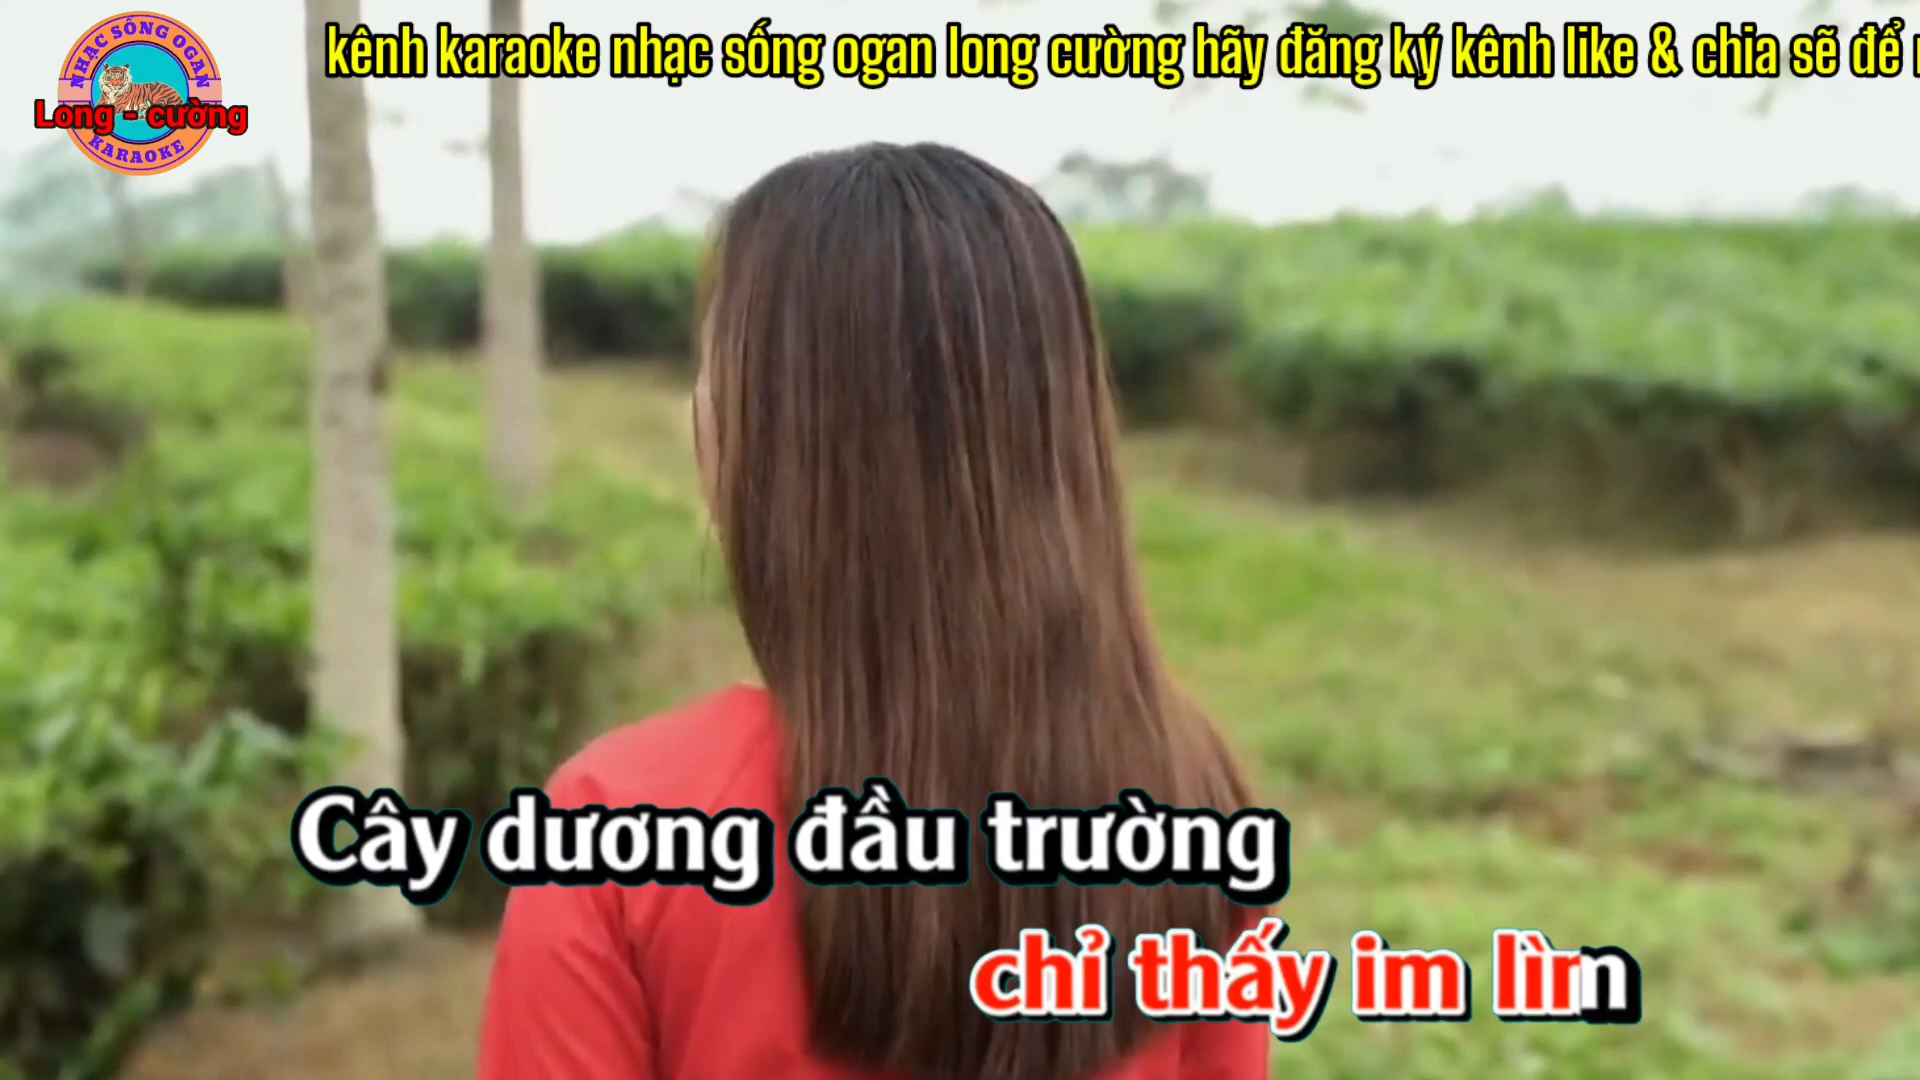 NHẠC SỐNG OGAN
Long - cường
KARAOKE
kênh karaoke nhạc sống ogan long cường hãy đăng ký kênh like & chia sẽ để
Cây dương đầu trường
chỉ thấy im lìm